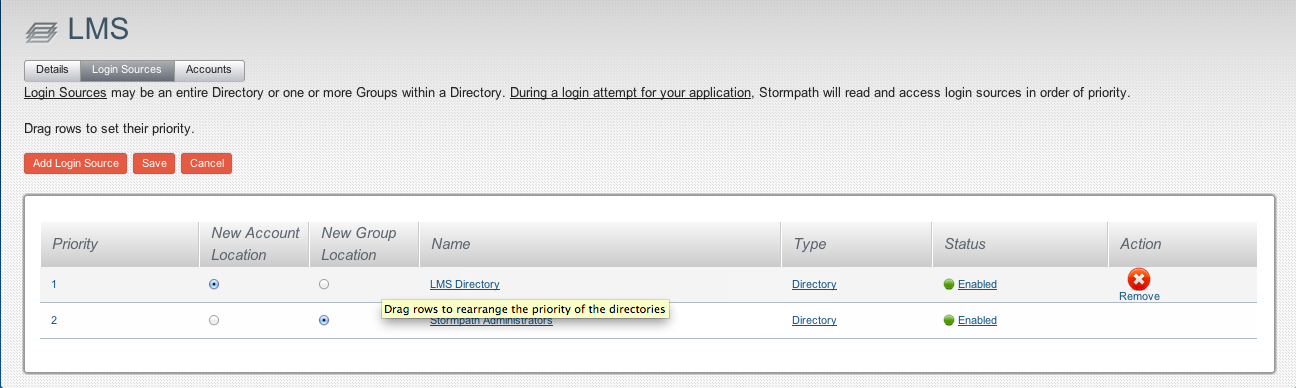 LMS
Details Login Sources Accounts
Login Sources may be an entire Directory or one or more Groups within a Directory. During a login attempt for your application, Stormpath will read and access login sources in order of priority.
Drag rows to set their priority.
Add Login Source Save Cancel
Priority New Account Location New Group Location Name Type Status Action
1 LMS Directory Directory Enabled Remove
Drag rows to rearrange the priority of the directories
2 Stormpath Administrators Directory Enabled